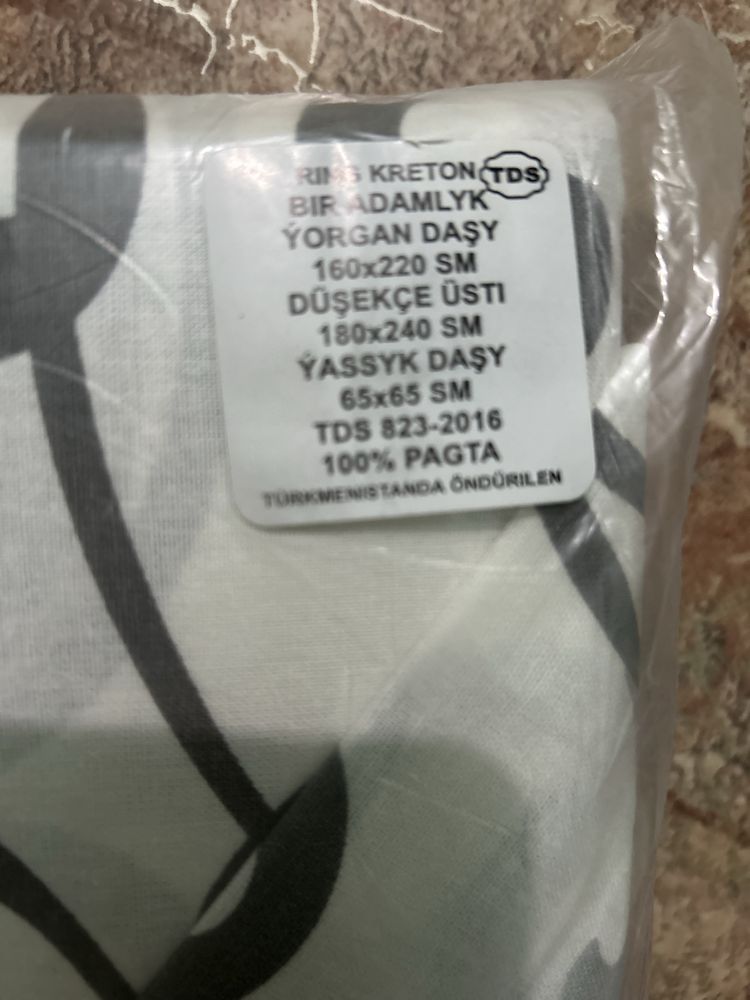 RING KRETON TDS
BIR ADAMLYK
ÝORGAN DAŞY
160x220 SM
DÜŞEKÇE ÜSTI
180x240 SM
ÝASSYK DAŞY
65x65 SM
TDS 823-2016
100% PAGTA
TÜRKMENISTANDA ÖNDÜRILEN